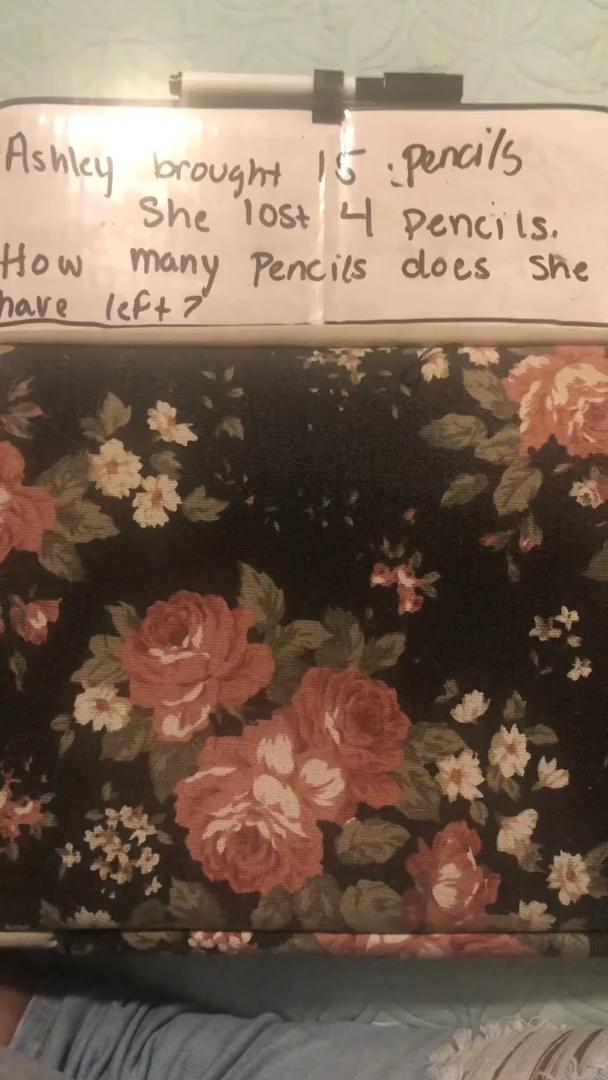 Ashley brought 15 pencils
She lost 4 pencils.
How many pencils does she
have left?